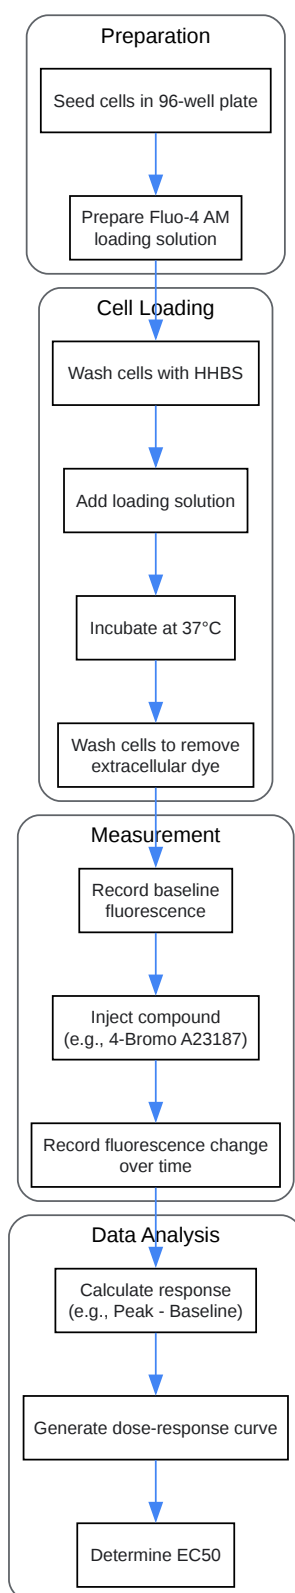 Preparation
Seed cells in 96-well plate
Prepare Fluo-4 AM
loading solution
Cell Loading
Wash cells with HHBS
Add loading solution
Incubate at 37°C
Wash cells to remove
extracellular dye
Measurement
Record baseline
fluorescence
Inject compound
(e.g., 4-Bromo A23187)
Record fluorescence change
over time
Data Analysis
Calculate response
(e.g., Peak - Baseline)
Generate dose-response curve
Determine EC50